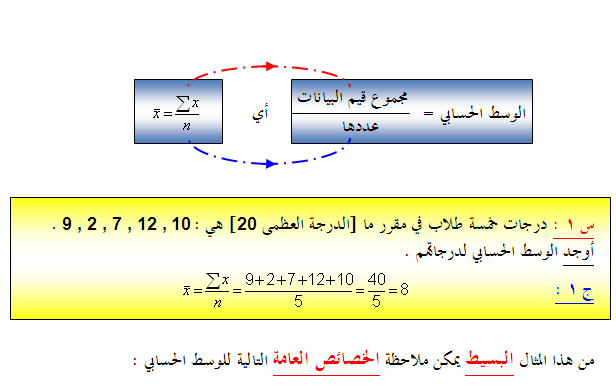 الوسط الحسابي = مجموع قيم البيانات / عددها أي x̄ = ∑x / n
س ١ : درجات خمسة طلاب في مقرر ما [الدرجة العظمى 20] هي : 10 , 12 , 7 , 2 , 9 .
أوجد الوسط الحسابي لدرجاتهم .
ج ١ : x̄ = ∑x / n = 9+2+7+12+10 / 5 = 40 / 5 = 8
من هذا المثال البسيط يمكن ملاحظة الخصائص العامة التالية للوسط الحسابي :